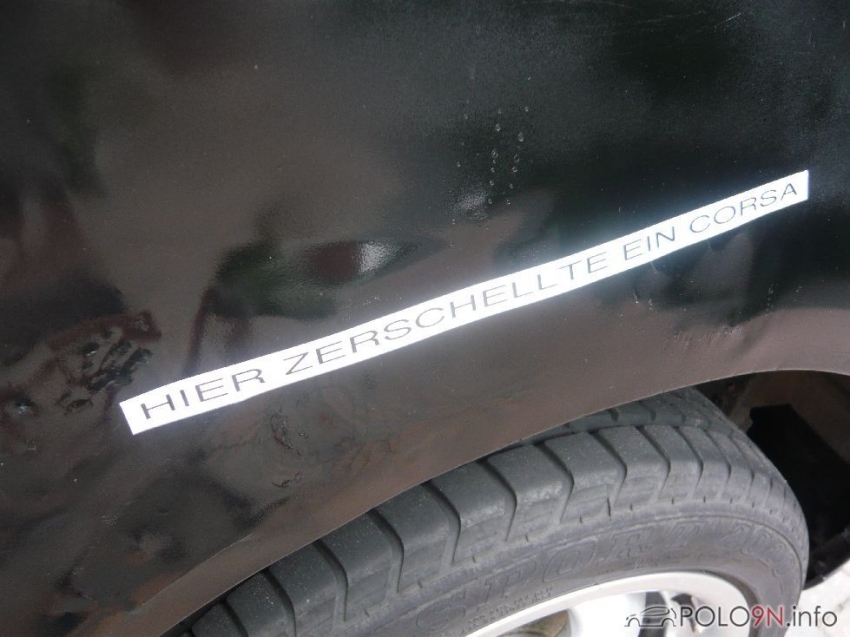 HIER ZERSCHELLTE EIN CORSA
POLO9N.info